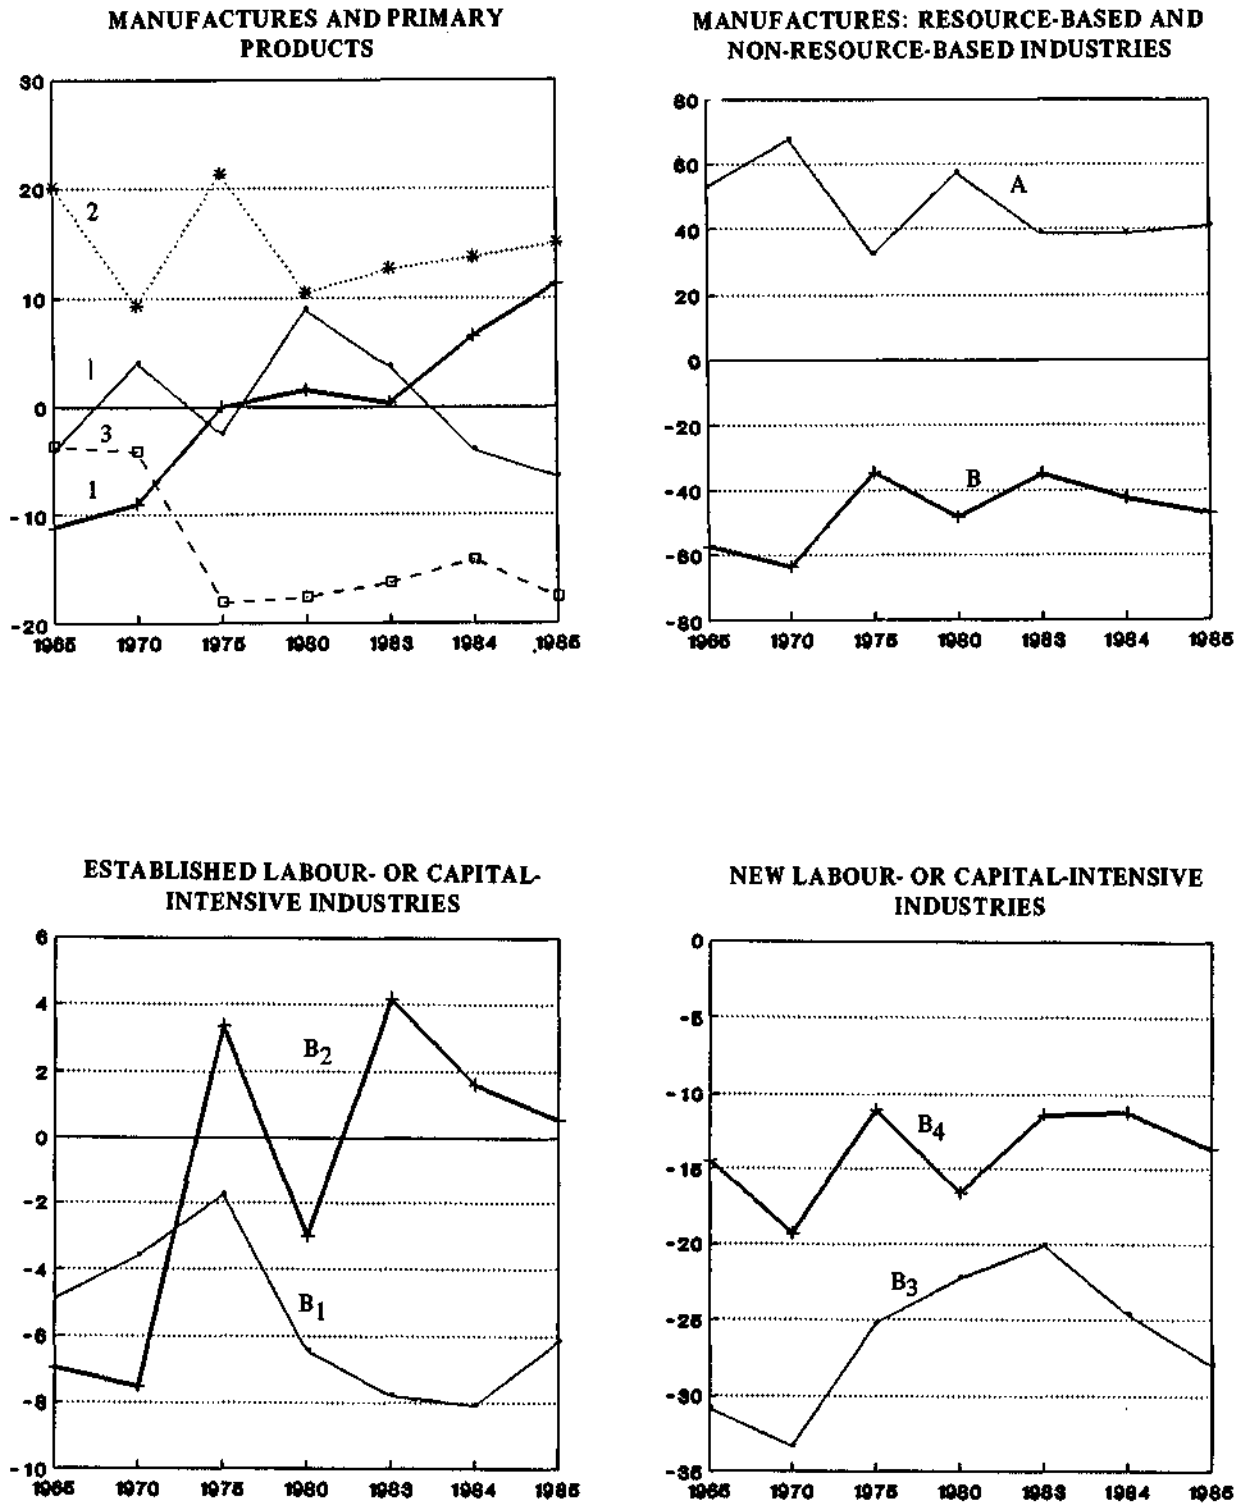 MANUFACTURES AND PRIMARY
PRODUCTS
30
20
10
0
-10
-20
2
1
3
1
1965 1970 1975 1980 1983 1984 1985
MANUFACTURES: RESOURCE-BASED AND
NON-RESOURCE-BASED INDUSTRIES
80
60
40
20
0
-20
-40
-60
-80
A
B
1965 1970 1975 1980 1983 1984 1985
ESTABLISHED LABOUR- OR CAPITAL-
INTENSIVE INDUSTRIES
6
4
2
0
-2
-4
-6
-8
-10
B2
B1
1965 1970 1975 1980 1983 1984 1985
NEW LABOUR- OR CAPITAL-INTENSIVE
INDUSTRIES
0
-5
-10
-15
-20
-25
-30
-35
B4
B3
1965 1970 1975 1980 1983 1984 1985